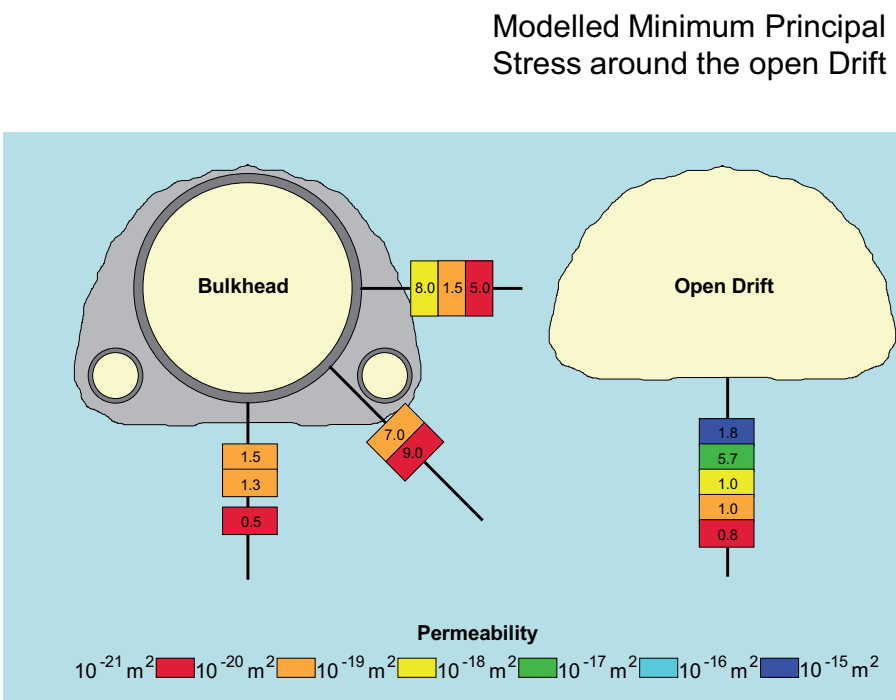 Modelled Minimum Principal
Stress around the open Drift
Bulkhead
8.0 1.5 5.0
Open Drift
7.0
9.0
1.5
1.3
0.5
1.8
5.7
1.0
1.0
0.8
Permeability
10⁻²¹ m² 10⁻²⁰ m² 10⁻¹⁹ m² 10⁻¹⁸ m² 10⁻¹⁷ m² 10⁻¹⁶ m² 10⁻¹⁵ m²